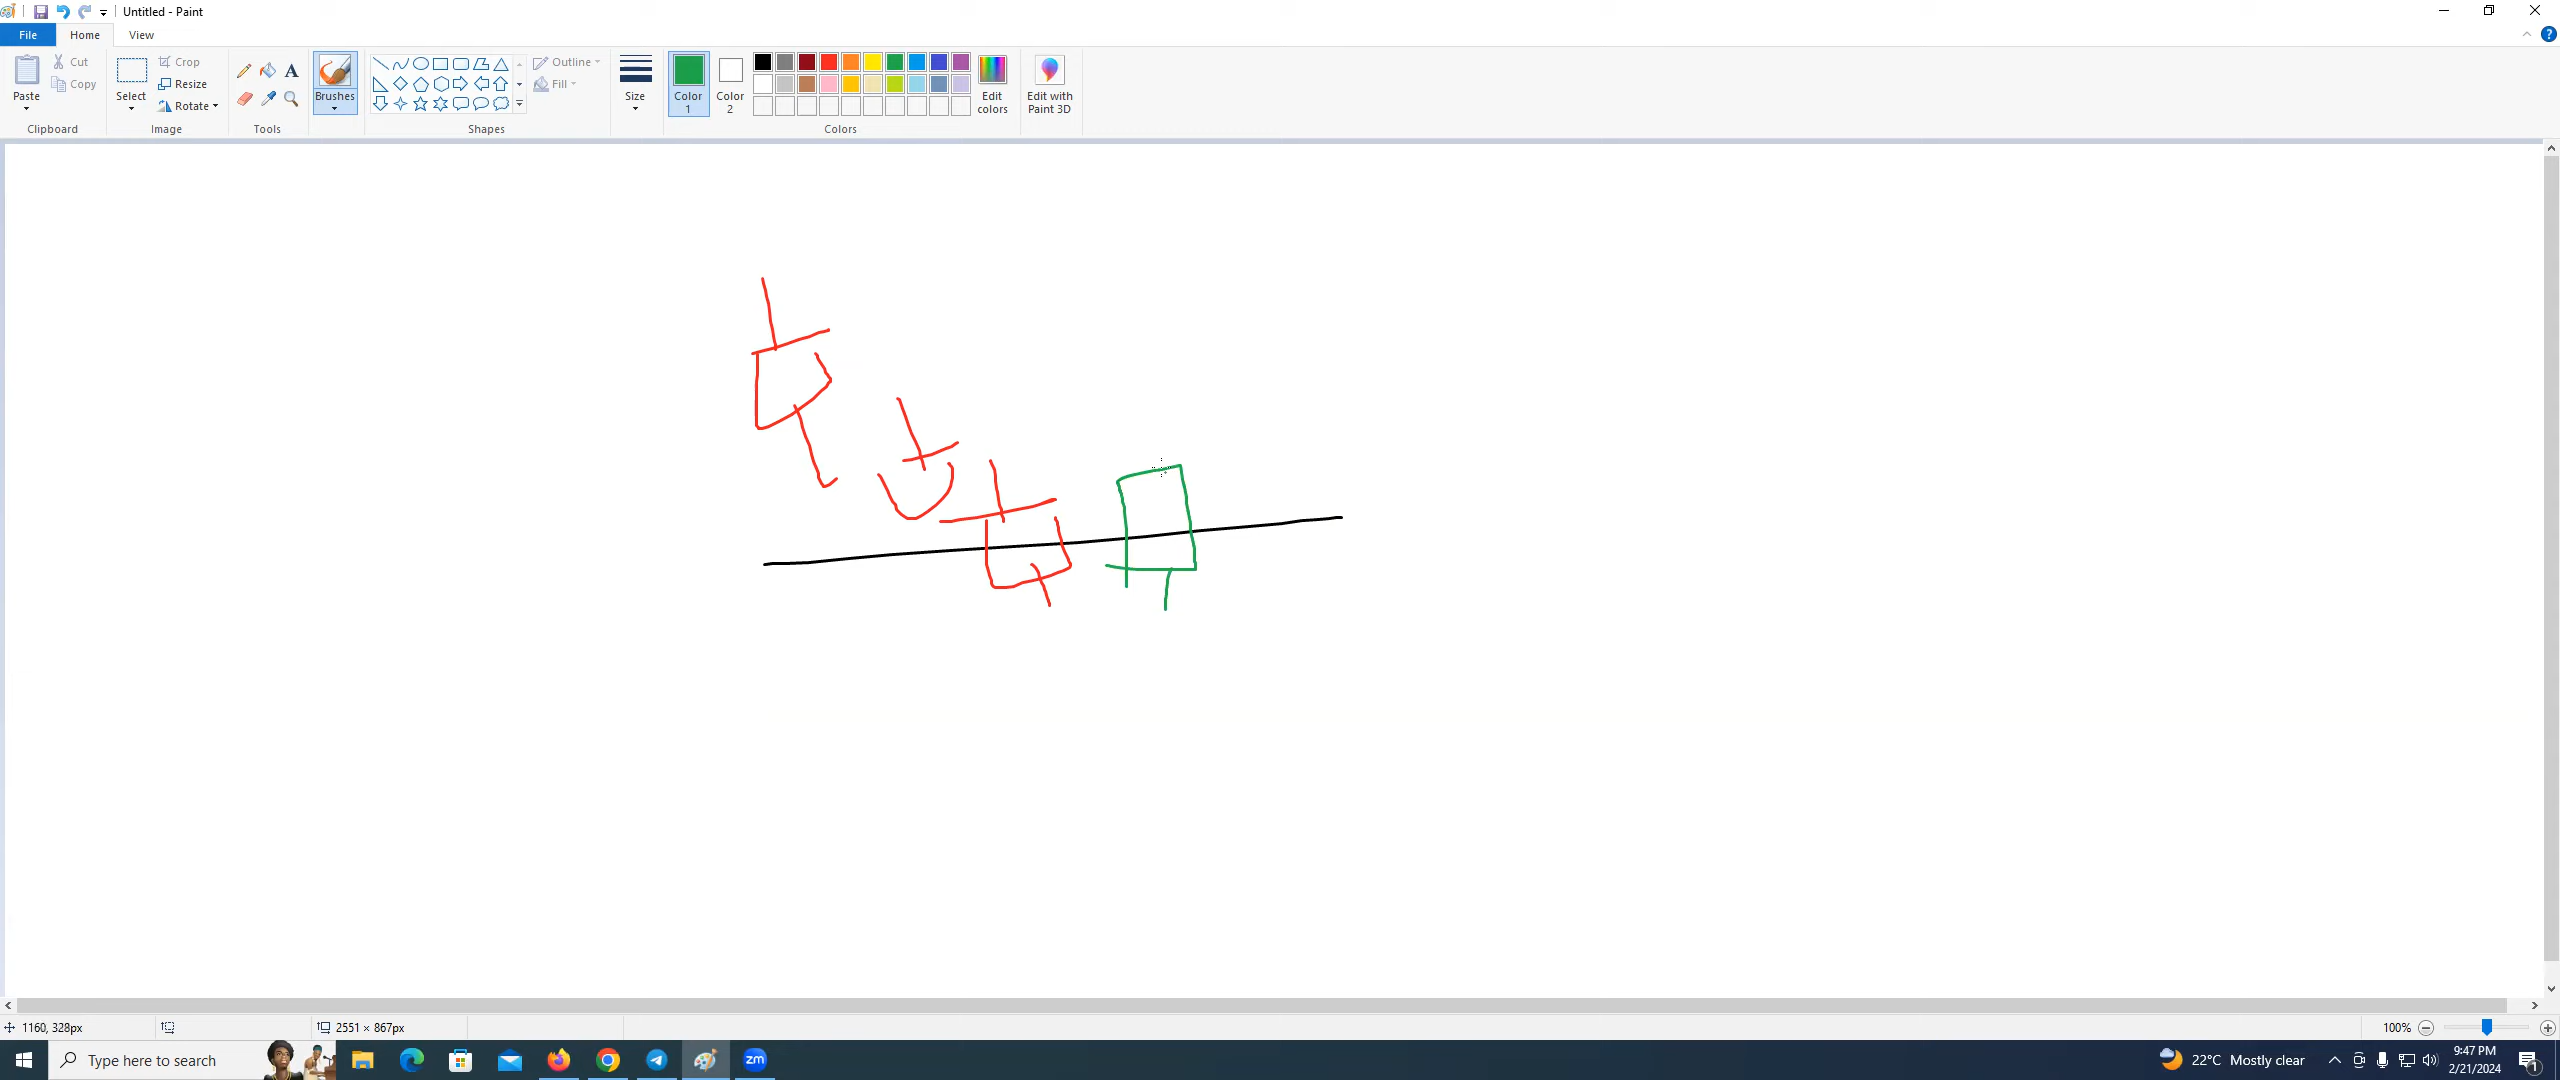 Untitled - Paint
File Home View
Paste
Cut
Copy
Clipboard
Select
Crop
Resize
Rotate
Image
A
Tools
Brushes
Shapes
Outline
Fill
Size
Color 1
Color 2
Colors
Edit colors
Edit with Paint 3D
?
1160, 328px
2551 × 867px
100%
Type here to search
zm
22°C Mostly clear
9:47 PM
2/21/2024
1